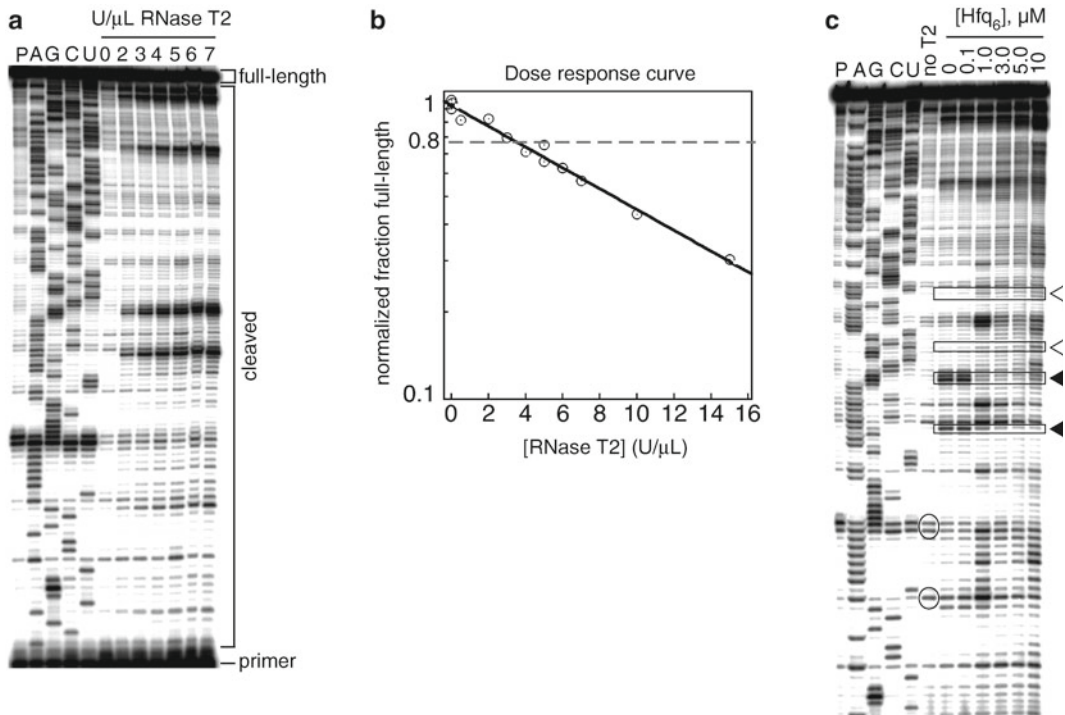 a
U/μL RNase T2
P A G C U 0 2 3 4 5 6 7
full-length
cleaved
primer
b
Dose response curve
normalized fraction full-length
1
0.8
0.1
0 2 4 6 8 10 12 14 16
[RNase T2] (U/μL)
c
[Hfq6], μM
P A G C U no T2 0 0.1 1.0 3.0 5.0 10